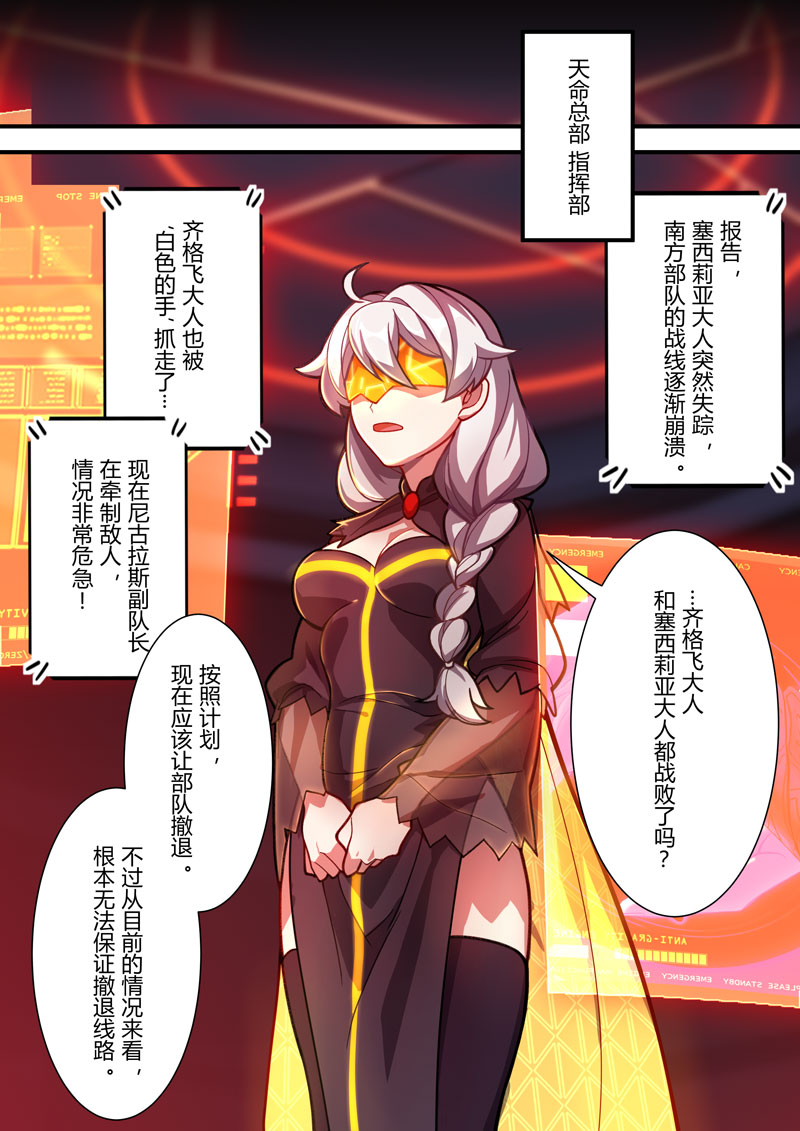 天命总部 指挥部
报告，
塞西莉亚大人突然失踪，
南方部队的战线逐渐崩溃。
齐格飞大人也被
、白色的手、抓走了…
现在尼古拉斯副队长
在牵制敌人，
情况非常危急！
…齐格飞大人
和塞西莉亚大人都战败了吗？
按照计划，
现在应该让部队撤退。
不过从目前的情况来看，
根本无法保证撤退线路。
EMERGENCY
ANTI-GRA
EMERGENCY
PLEASE STANDBY